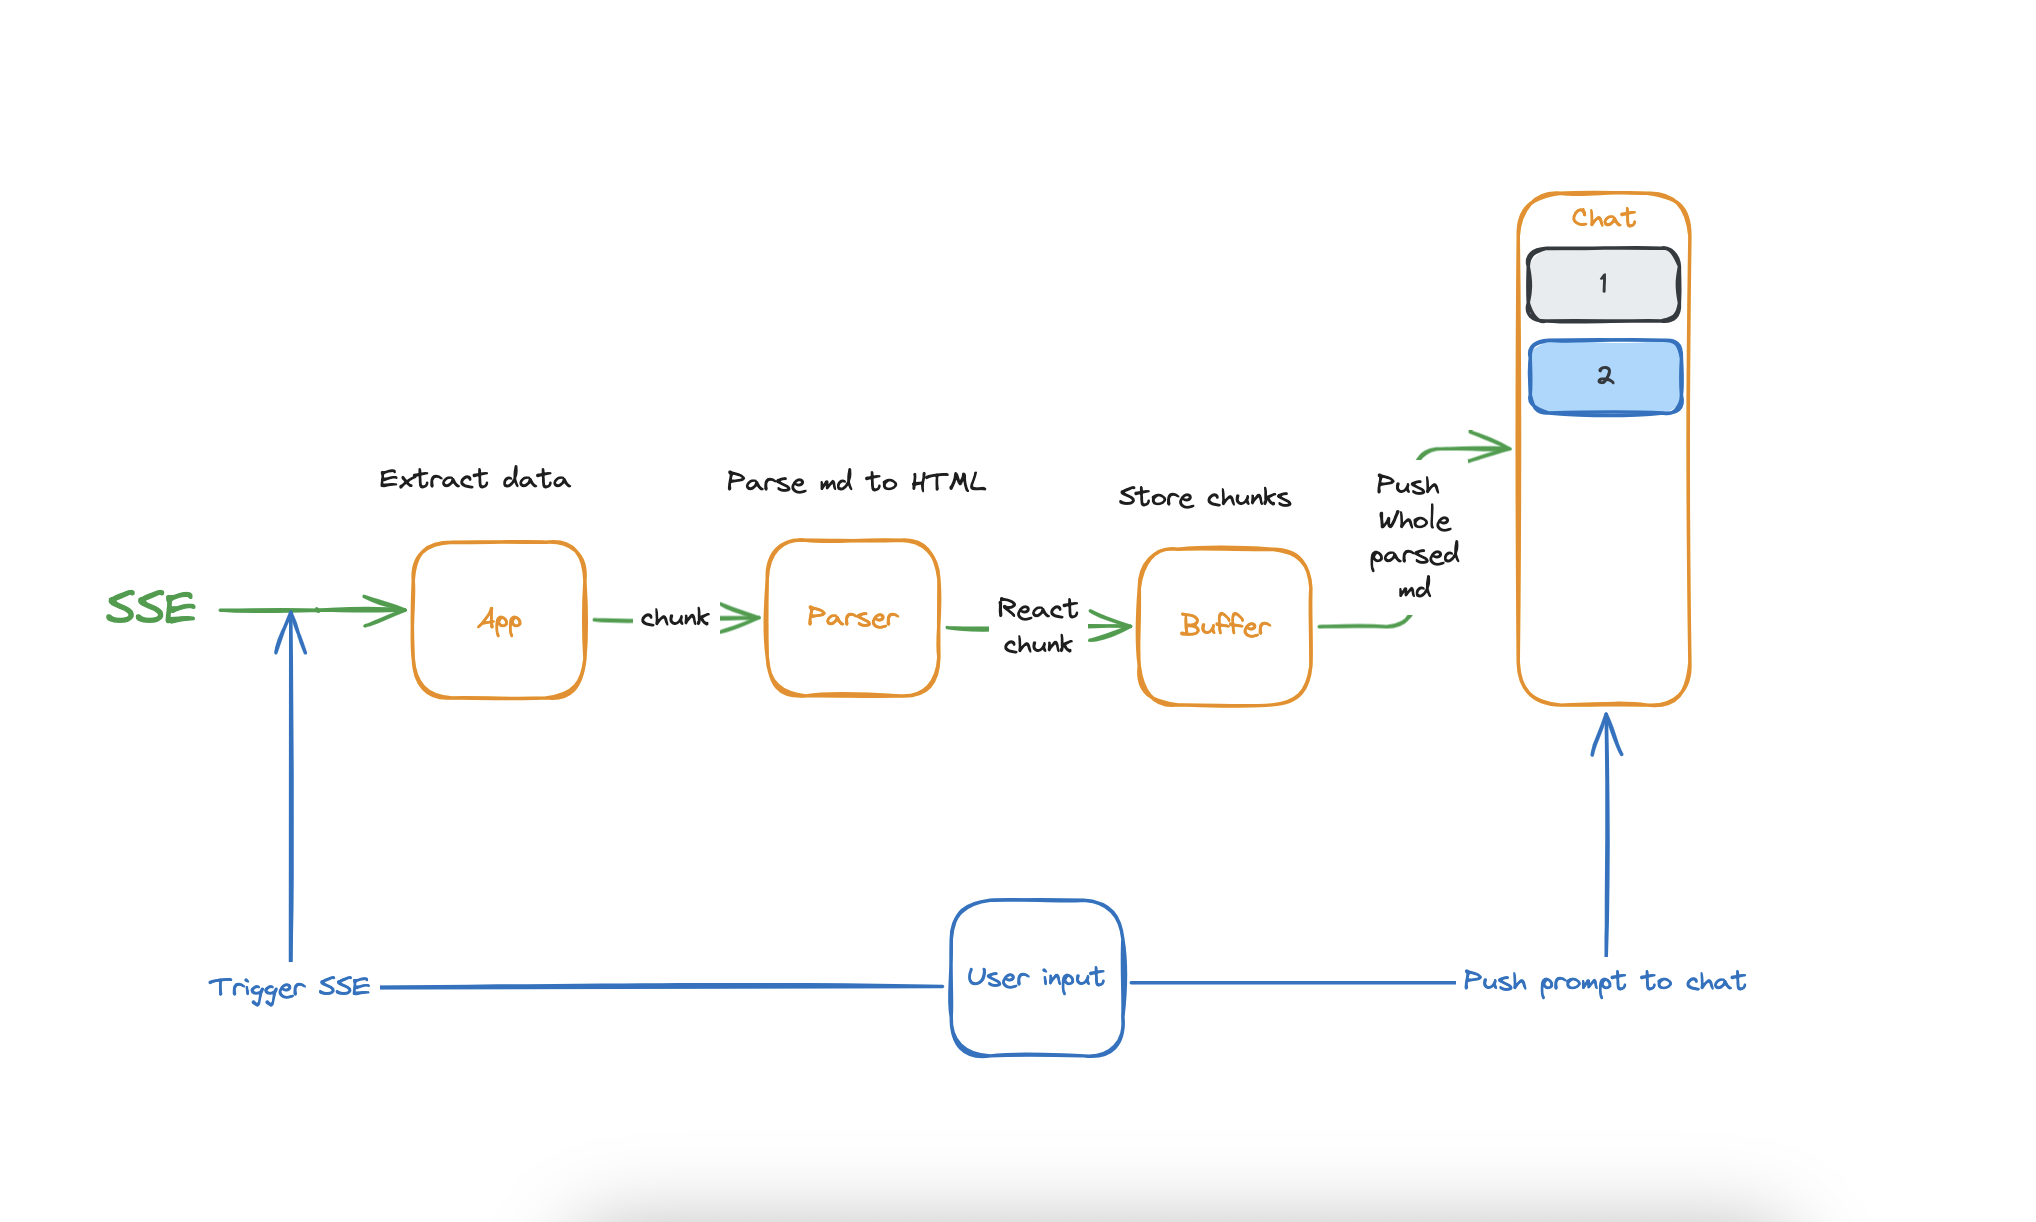 Chat
1
2
Extract data
Parse md to HTML
Store chunks
Push
Whole
parsed
md
SSE
App
chunk
Parser
React
chunk
Buffer
User input
Trigger SSE
Push prompt to chat